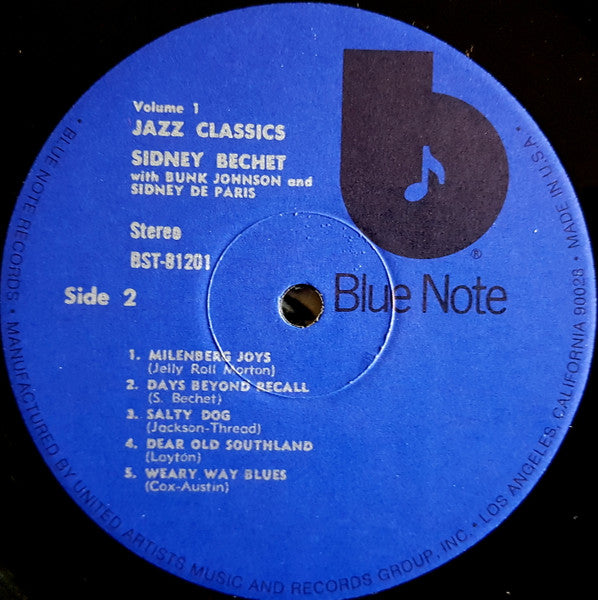 Volume 1
JAZZ CLASSICS
SIDNEY BECHET
with BUNK JOHNSON and
SIDNEY DE PARIS
Stereo
BST-81201
Side 2
b
®
Blue Note
1. MILENBERG JOYS
(Jelly Roll Morton)
2. DAYS BEYOND RECALL
(S. Bechet)
3. SALTY DOG
(Jackson-Thread)
4. DEAR OLD SOUTHLAND
(Layton)
5. WEARY WAY BLUES
(Cox-Austin)
• BLUE NOTE RECORDS • MANUFACTURED BY UNITED ARTISTS MUSIC AND RECORDS GROUP, INC. • LOS ANGELES, CALIFORNIA 90028 • MADE IN U.S.A •